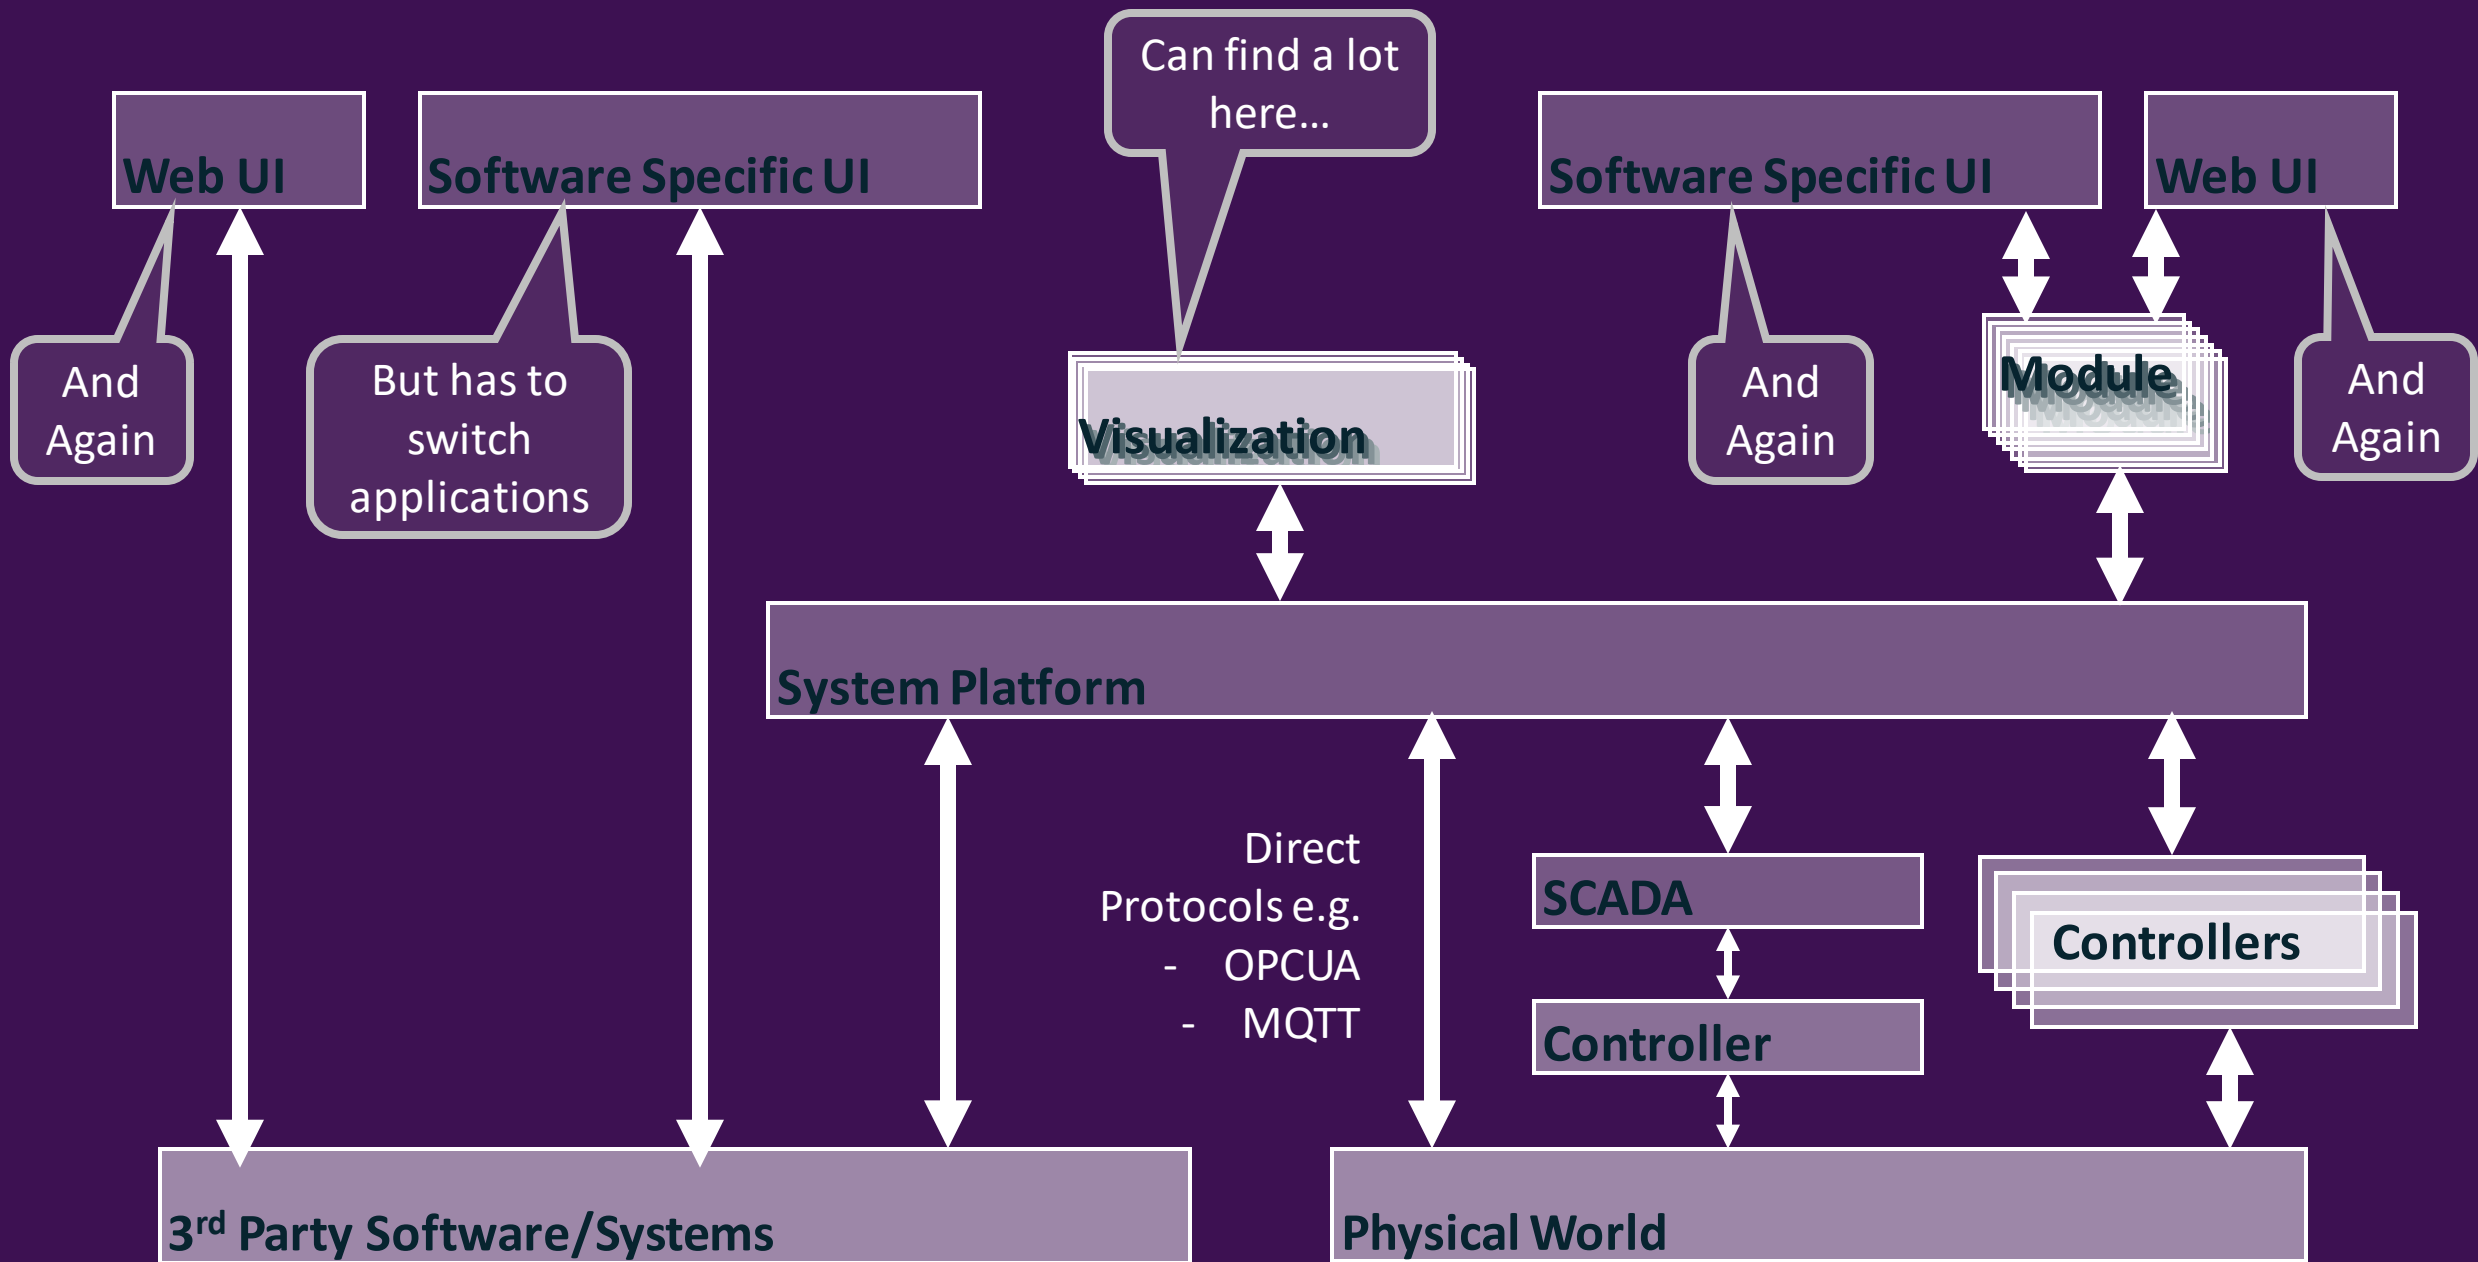 Can find a lot
here...
Web UI
Software Specific UI
Software Specific UI
Web UI
And
Again
But has to
switch
applications
Visualization
And
Again
Module
And
Again
System Platform
Direct
Protocols e.g.
- OPCUA
- MQTT
SCADA
Controllers
Controller
3rd Party Software/Systems
Physical World